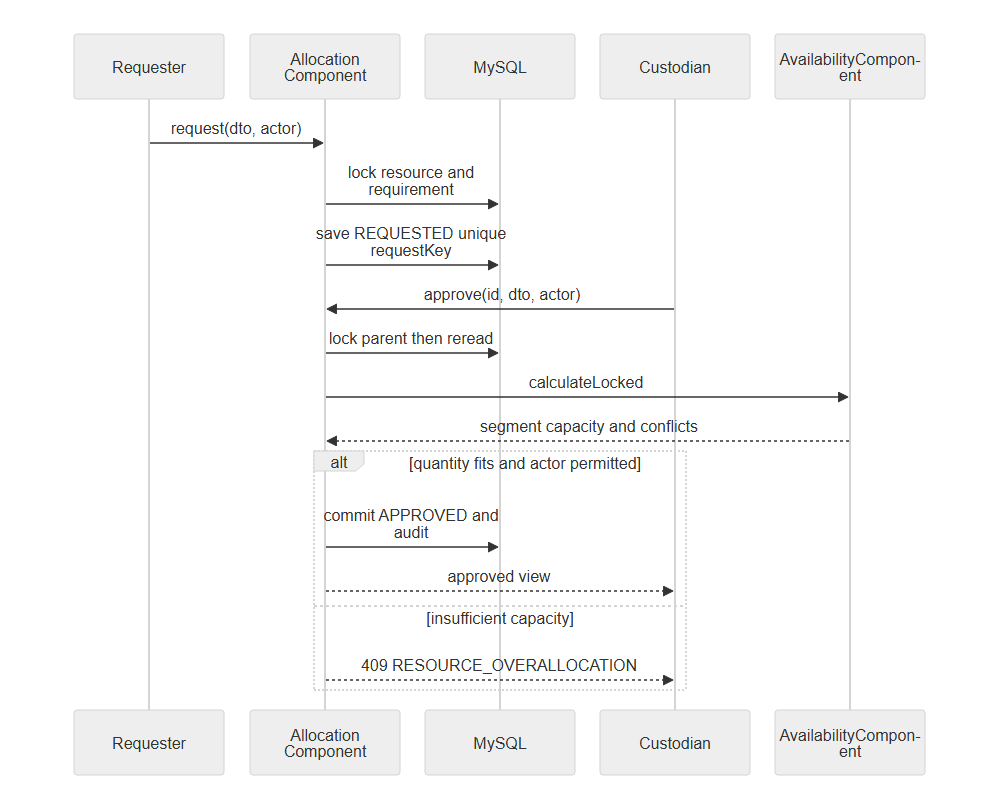 Requester
Allocation
Component
MySQL
Custodian
AvailabilityCompon-
ent
request(dto, actor)
lock resource and
requirement
save REQUESTED unique
requestKey
approve(id, dto, actor)
lock parent then reread
calculateLocked
segment capacity and conflicts
alt
[quantity fits and actor permitted]
commit APPROVED and
audit
approved view
[insufficient capacity]
409 RESOURCE_OVERALLOCATION
Requester
Allocation
Component
MySQL
Custodian
AvailabilityCompon-
ent